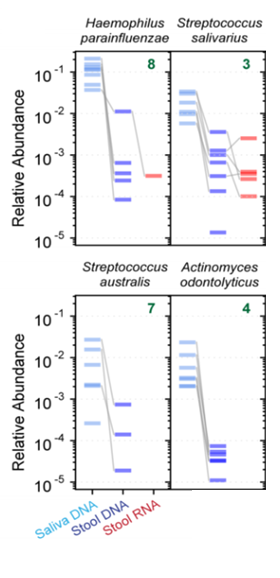 Haemophilus
parainfluenzae
Streptococcus
salivarius
8
3
Relative Abundance
10-1
10-2
10-3
10-4
10-5
Streptococcus
australis
Actinomyces
odontolyticus
7
4
Relative Abundance
10-1
10-2
10-3
10-4
10-5
Saliva DNA
Stool DNA
Stool RNA